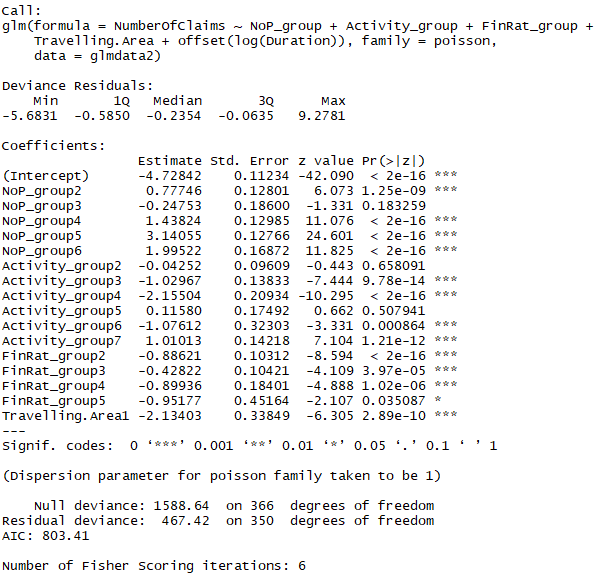 Call:
glm(formula = NumberOfClaims ~ NoP_group + Activity_group + FinRat_group +
    Travelling.Area + offset(log(Duration)), family = poisson,
    data = glmdata2)

Deviance Residuals:
    Min       1Q   Median       3Q      Max
-5.6831  -0.5850  -0.2354  -0.0635   9.2781

Coefficients:
                 Estimate Std. Error z value Pr(>|z|)
(Intercept)      -4.72842    0.11234 -42.090  < 2e-16 ***
NoP_group2        0.77746    0.12801   6.073 1.25e-09 ***
NoP_group3       -0.24753    0.18600  -1.331 0.183259
NoP_group4        1.43824    0.12985  11.076  < 2e-16 ***
NoP_group5        3.14055    0.12766  24.601  < 2e-16 ***
NoP_group6        1.99522    0.16872  11.825  < 2e-16 ***
Activity_group2  -0.04252    0.09609  -0.443 0.658091
Activity_group3  -1.02967    0.13833  -7.444 9.78e-14 ***
Activity_group4  -2.15504    0.20934 -10.295  < 2e-16 ***
Activity_group5   0.11580    0.17492   0.662 0.507941
Activity_group6  -1.07612    0.32303  -3.331 0.000864 ***
Activity_group7   1.01013    0.14218   7.104 1.21e-12 ***
FinRat_group2    -0.88621    0.10312  -8.594  < 2e-16 ***
FinRat_group3    -0.42822    0.10421  -4.109 3.97e-05 ***
FinRat_group4    -0.89936    0.18401  -4.888 1.02e-06 ***
FinRat_group5    -0.95177    0.45164  -2.107 0.035087 *
Travelling.Area1 -2.13403    0.33849  -6.305 2.89e-10 ***
---
Signif. codes:  0 ‘***’ 0.001 ‘**’ 0.01 ‘*’ 0.05 ‘.’ 0.1 ‘ ’ 1

(Dispersion parameter for poisson family taken to be 1)

    Null deviance: 1588.64  on 366  degrees of freedom
Residual deviance:  467.42  on 350  degrees of freedom
AIC: 803.41

Number of Fisher Scoring iterations: 6